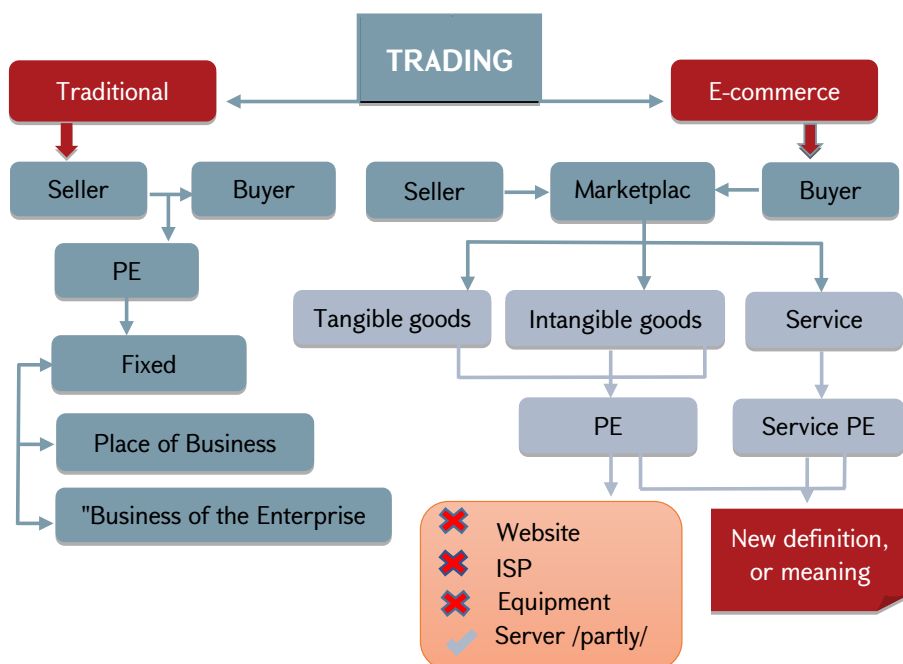 TRADING
Traditional
E-commerce
Seller
Buyer
Seller
Marketplac
Buyer
PE
Tangible goods
Intangible goods
Service
Fixed
PE
Service PE
Place of Business
"Business of the Enterprise
Website
ISP
Equipment
Server /partly/
New definition,
or meaning